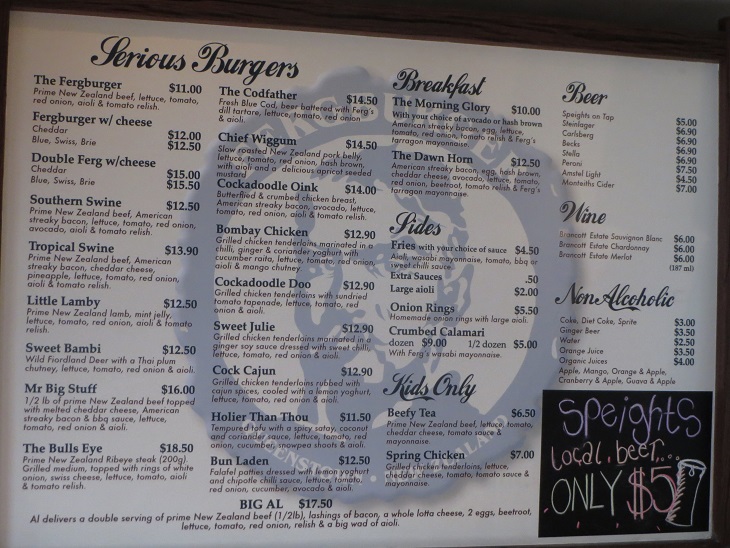 Serious Burgers
The Fergburger $11.00
Prime New Zealand beef, lettuce, tomato,
red onion, aioli & tomato relish.
Fergburger w/ cheese
Cheddar $12.00
Blue, Swiss, Brie $12.50
Double Ferg w/cheese
Cheddar $15.00
Blue, Swiss, Brie $15.50
Southern Swine $12.50
Prime New Zealand beef, American
streaky bacon, lettuce, tomato, red onion,
avocado, aioli & tomato relish.
Tropical Swine $13.90
Prime New Zealand beef, American
streaky bacon, cheddar cheese,
pineapple, lettuce, tomato, red onion,
aioli & tomato relish.
Little Lamby $12.50
Prime New Zealand lamb, mint jelly,
lettuce, tomato, red onion, aioli & tomato
relish.
Sweet Bambi $12.50
Wild Fiordland Deer with a Thai plum
chutney, lettuce, tomato, red onion & aioli.
Mr Big Stuff $16.00
1/2 lb of prime New Zealand beef topped
with melted cheddar cheese, American
streaky bacon & bbq sauce, lettuce,
tomato, red onion & aioli.
The Bulls Eye $18.50
Prime New Zealand Ribeye steak (200g).
Grilled medium, topped with rings of white
onion, swiss cheese, lettuce, tomato, aioli
& tomato relish.
The Codfather $14.50
Fresh Blue Cod, beer battered with Ferg's
dill tartare, lettuce, tomato, red onion
& aioli.
Chief Wiggum $14.50
Slow roasted New Zealand pork belly,
lettuce, tomato, red onion, hash brown,
with aioli and a delicious apricot seeded
mustard
Cockadoodle Oink $14.00
Butterflied & crumbed chicken breast,
American streaky bacon, avocado, lettuce,
tomato, red onion, aioli & tomato relish.
Bombay Chicken $12.90
Grilled chicken tenderloins marinated in a
chilli, ginger & coriander yoghurt with
cucumber raita, lettuce, tomato, red onion,
aioli & mango chutney
Cockadoodle Doo $12.90
Grilled chicken tenderloins with sundried
tomato tapenade, lettuce, tomato, red
onion & aioli.
Sweet Julie $12.90
Grilled chicken tenderloins marinated in a
ginger soy sauce dressed with sweet chilli,
lettuce, tomato, red onion & aioli.
Cock Cajun $12.90
Grilled chicken tenderloins rubbed with
cajun spices, cooled with a lemon yoghurt,
lettuce, tomato, red onion & aioli.
Holier Than Thou $11.50
Tempured tofu with a spicy satay, coconut
and coriander sauce, lettuce, tomato, red
onion, cucumber, snowpea shoots & aioli.
Bun Laden $12.50
Falafel patties dressed with lemon yoghurt
and chipotle chilli sauce, lettuce, tomato,
red onion, cucumber, avocado & aioli.
BIG AL $17.50
Al delivers a double serving of prime New Zealand beef (1/2lb), lashings of bacon, a whole lotta cheese, 2 eggs, beetroot,
lettuce, tomato, red onion, relish & a big wad of aioli.
Breakfast
The Morning Glory $10.00
With your choice of avocado or hash brown
American streaky bacon, egg, lettuce,
tomato, red onion, tomato relish & Ferg's
tarragon mayonnaise.
The Dawn Horn $12.50
American streaky bacon, egg, hash brown,
cheddar cheese, avocado, lettuce, tomato,
red onion, beetroot, tomato relish & Ferg's
tarragon mayonnaise.
Sides
Fries with your choice of sauce $4.50
Aioli, wasabi mayonnaise, tomato, bbq or
sweet chilli sauce
Extra Sauces .50
Large aioli $2.00
Onion Rings $5.50
Homemade onion rings with large aioli.
Crumbed Calamari
dozen $9.00 1/2 dozen $5.00
With Ferg's wasabi mayonnaise.
Kids Only
Beefy Tea $6.50
Prime New Zealand beef, lettuce, tomato,
cheddar cheese, tomato sauce &
mayonnaise.
Spring Chicken $7.00
Grilled chicken tenderloins, lettuce,
cheddar cheese, tomato, tomato sauce &
mayonnaise.
Beer
Speights on Tap $5.00
Steinlager $6.90
Carlsberg $6.90
Becks $6.90
Stella $6.90
Peroni $7.50
Amstel Light $4.50
Monteiths Cider $7.00
Wine
Brancott Estate Sauvignon Blanc $6.00
Brancott Estate Chardonnay $6.00
Brancott Estate Merlot $6.00
(187 ml)
Non Alcoholic
Coke, Diet Coke, Sprite $3.00
Ginger Beer $3.50
Water $2.50
Orange Juice $3.50
Organic Juices $4.00
Apple, Mango, Orange & Apple,
Cranberry & Apple, Guava & Apple
Speights
Local beer...
ONLY $5